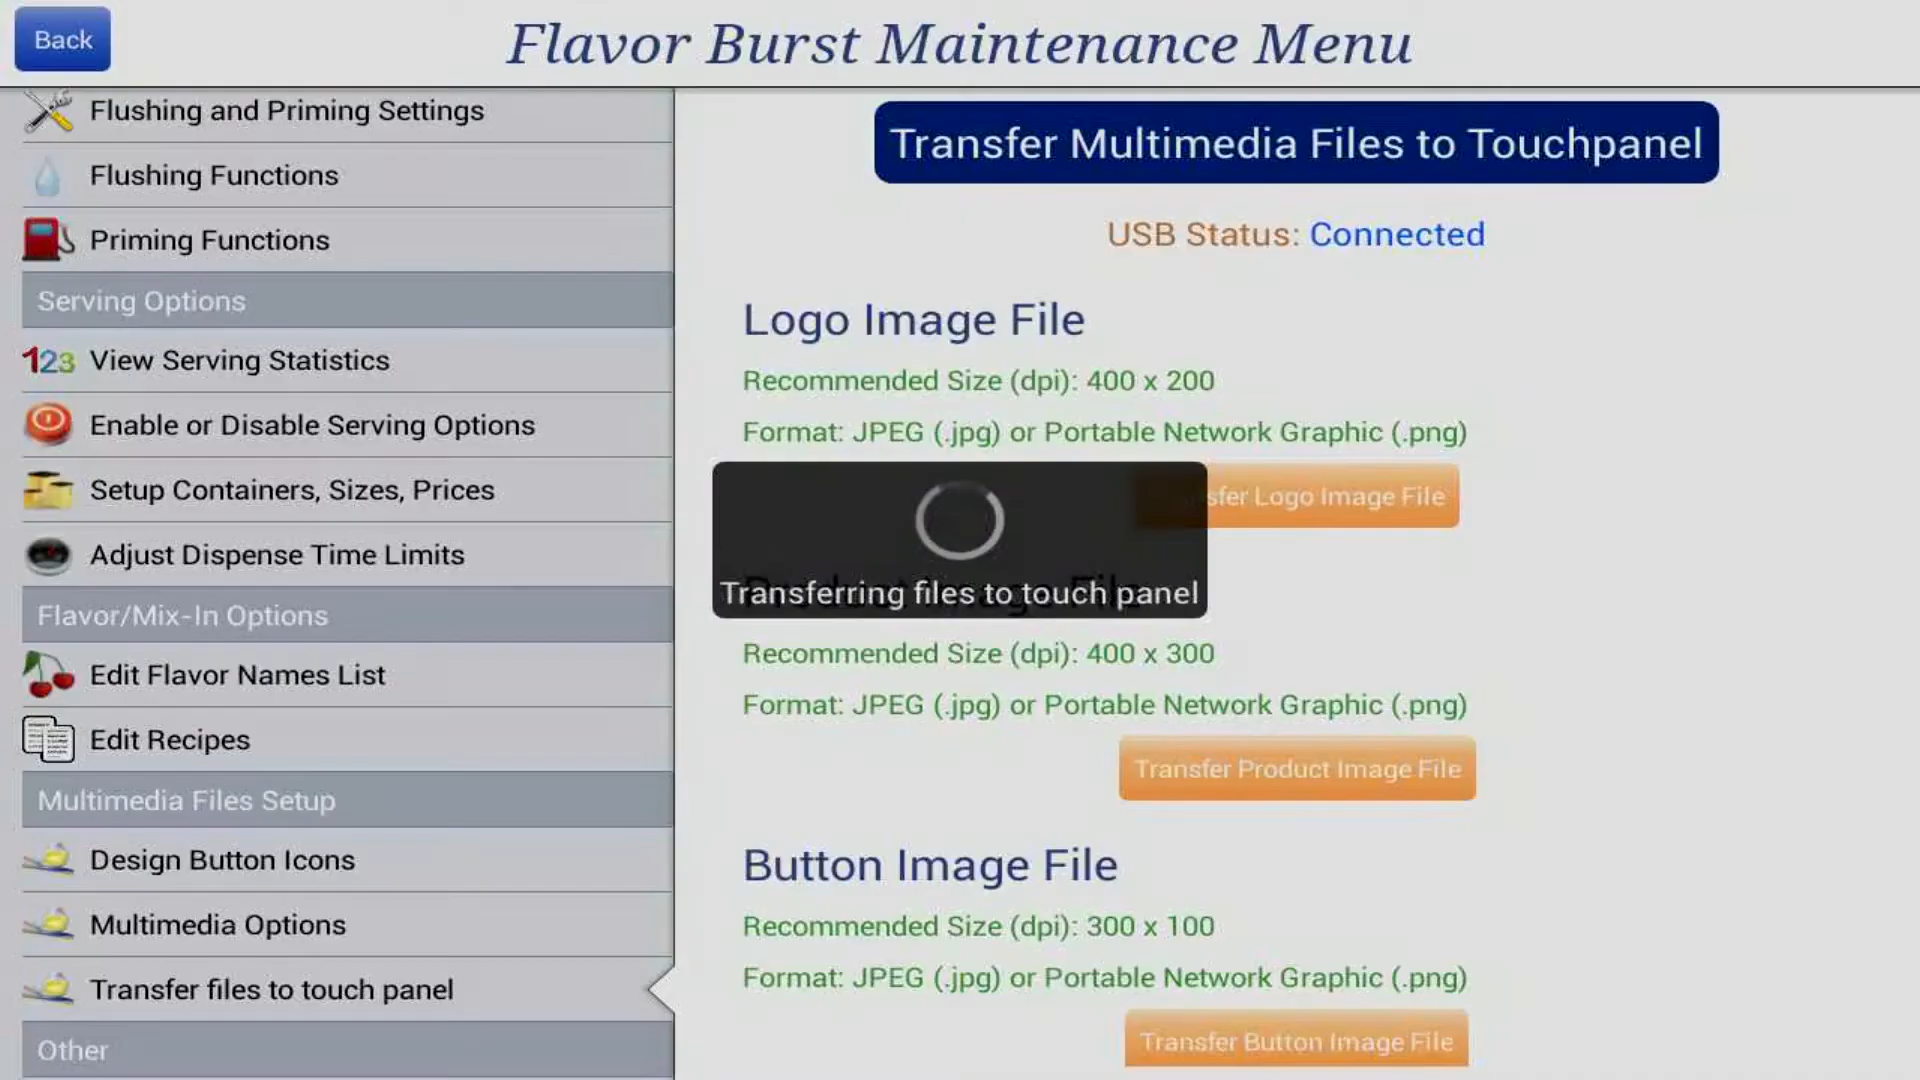 Back
Flavor Burst Maintenance Menu
Flushing and Priming Settings
Flushing Functions
Priming Functions
Serving Options
123 View Serving Statistics
Enable or Disable Serving Options
Setup Containers, Sizes, Prices
Adjust Dispense Time Limits
Flavor/Mix-In Options
Edit Flavor Names List
Edit Recipes
Multimedia Files Setup
Design Button Icons
Multimedia Options
Transfer files to touch panel
Other
Transfer Multimedia Files to Touchpanel
USB Status: Connected
Logo Image File
Recommended Size (dpi): 400 x 200
Format: JPEG (.jpg) or Portable Network Graphic (.png)
Logo Image File
Transferring files to touch panel
Recommended Size (dpi): 400 x 300
Format: JPEG (.jpg) or Portable Network Graphic (.png)
Transfer Product Image File
Button Image File
Recommended Size (dpi): 300 x 100
Format: JPEG (.jpg) or Portable Network Graphic (.png)
Transfer Button Image File